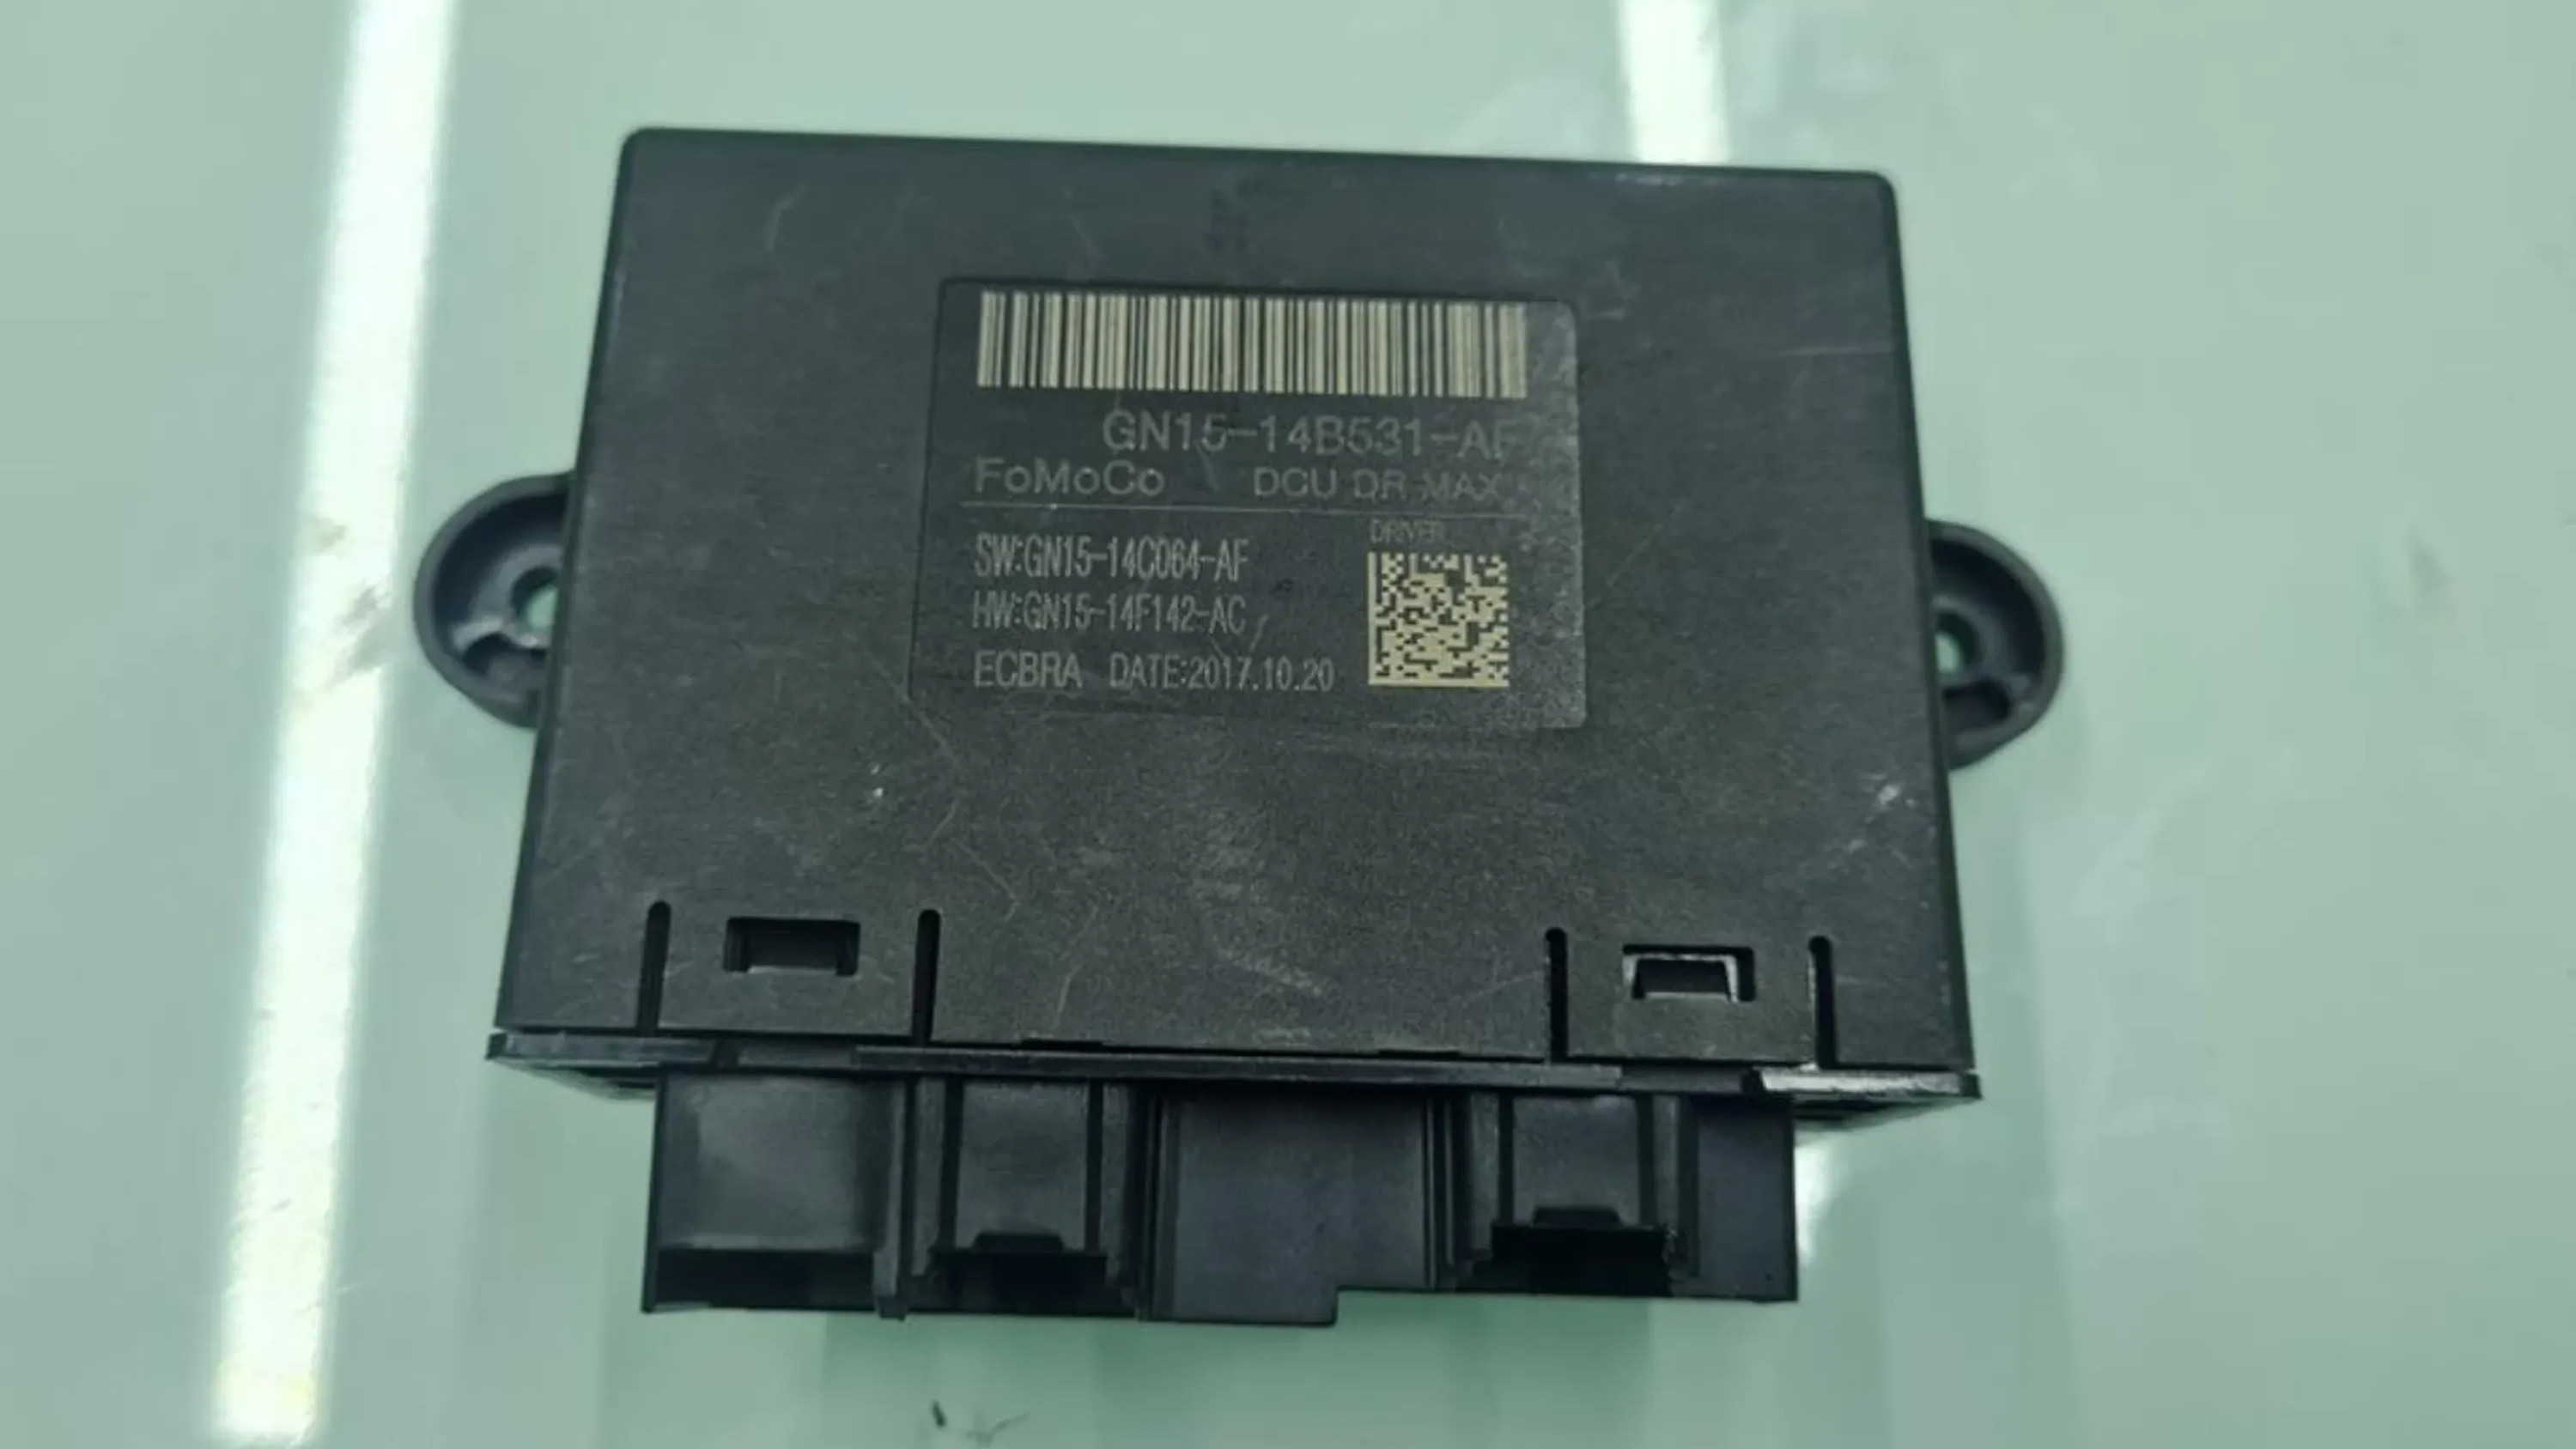 GN15-14B531-AF
FoMoCo DCU DR MAX
DRIVER
SW:GN15-14C064-AF
HW:GN15-14F142-AC
ECBRA DATE:2017.10.20